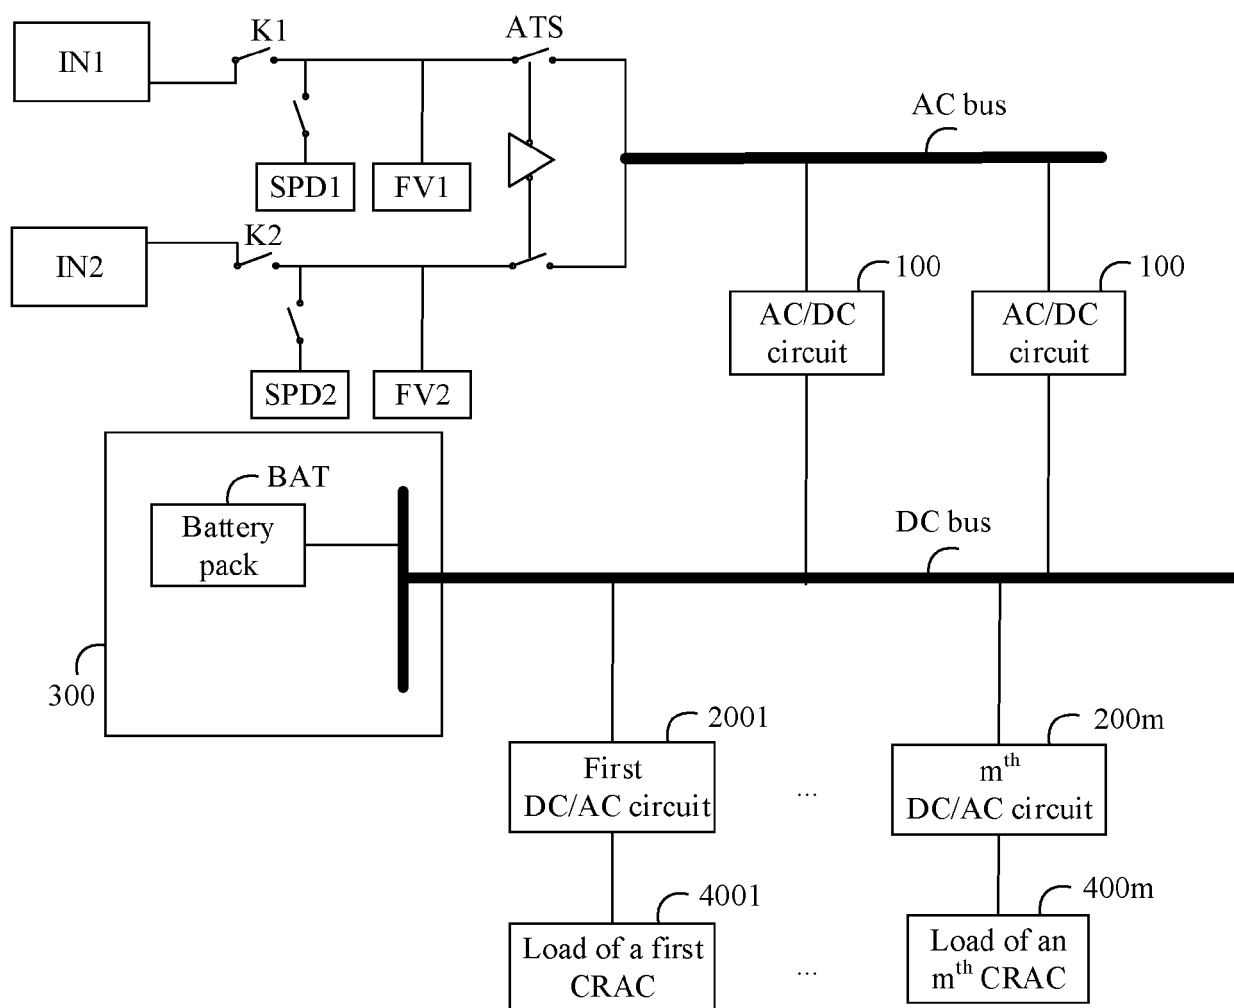 K1
ATS
IN1
AC bus
SPD1
FV1
K2
IN2
100
100
AC/DC
circuit
AC/DC
circuit
SPD2
FV2
BAT
Battery
pack
DC bus
300
2001
200m
First
DC/AC circuit
...
mth
DC/AC circuit
4001
400m
Load of a first
CRAC
...
Load of an
mth CRAC